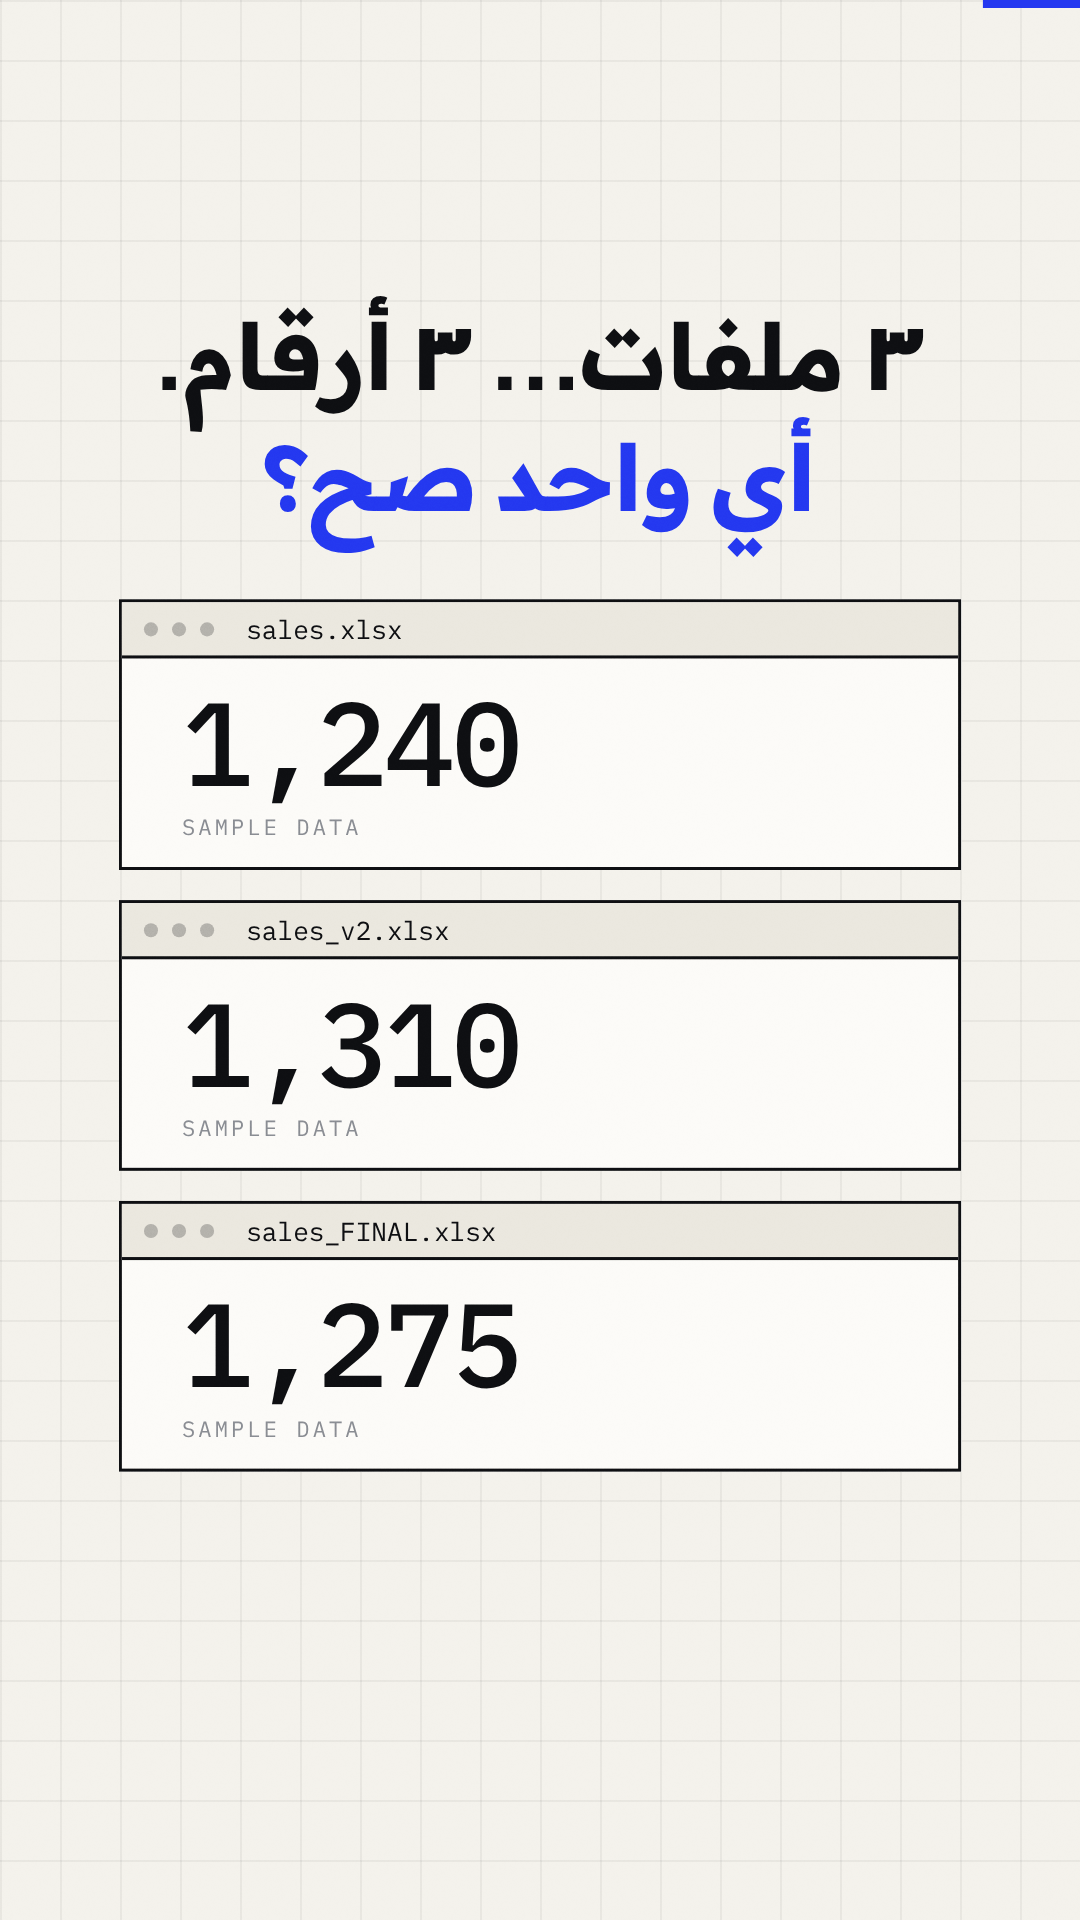 ٣ ملفات... ٣ أرقام.
أي واحد صح؟
sales.xlsx
1,240
SAMPLE DATA
sales_v2.xlsx
1,310
SAMPLE DATA
sales_FINAL.xlsx
1,275
SAMPLE DATA